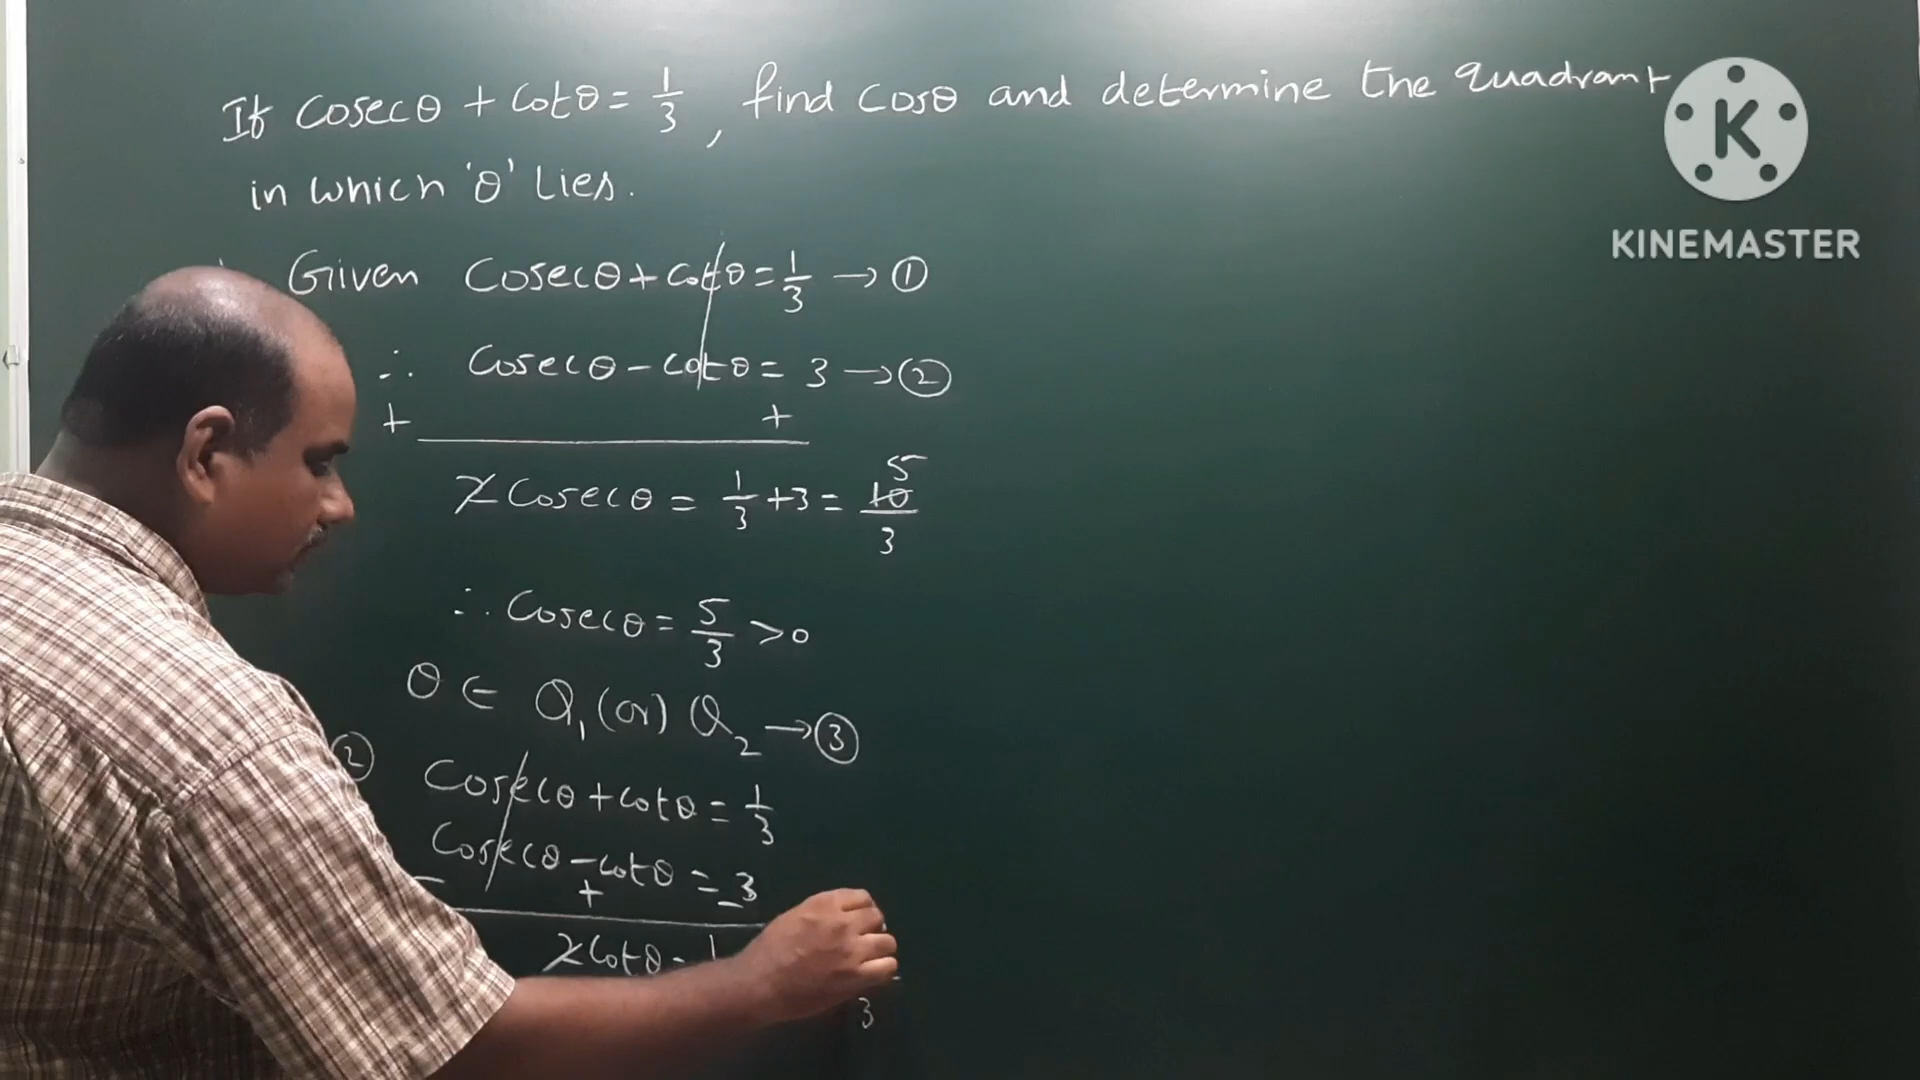 If Cosecθ + Cotθ = 1/3, find Cosθ and determine the quadrant
in which 'θ' Lies.
K
KINEMASTER
Given Cosecθ + Cotθ = 1/3 → ①
∴ Cosecθ - Cotθ = 3 → ②
+ +
2Cosecθ = 1/3 + 3 = 10/3 5
∴ Cosecθ = 5/3 > 0
θ ∈ Q₁ (or) Q₂ → ③
② Cosecθ + Cotθ = 1/3
Cosecθ - Cotθ = 3
- + -
2Cotθ = 1
3